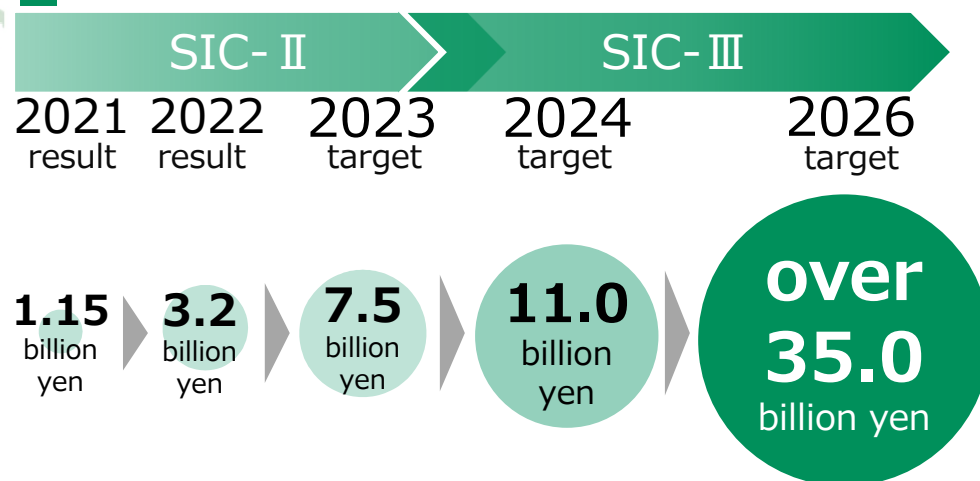 SIC-Ⅱ SIC-Ⅲ
2021 2022 2023 2024 2026
result result target target target
1.15 3.2 7.5 11.0 over
35.0
billion billion billion billion billion yen
yen yen yen yen